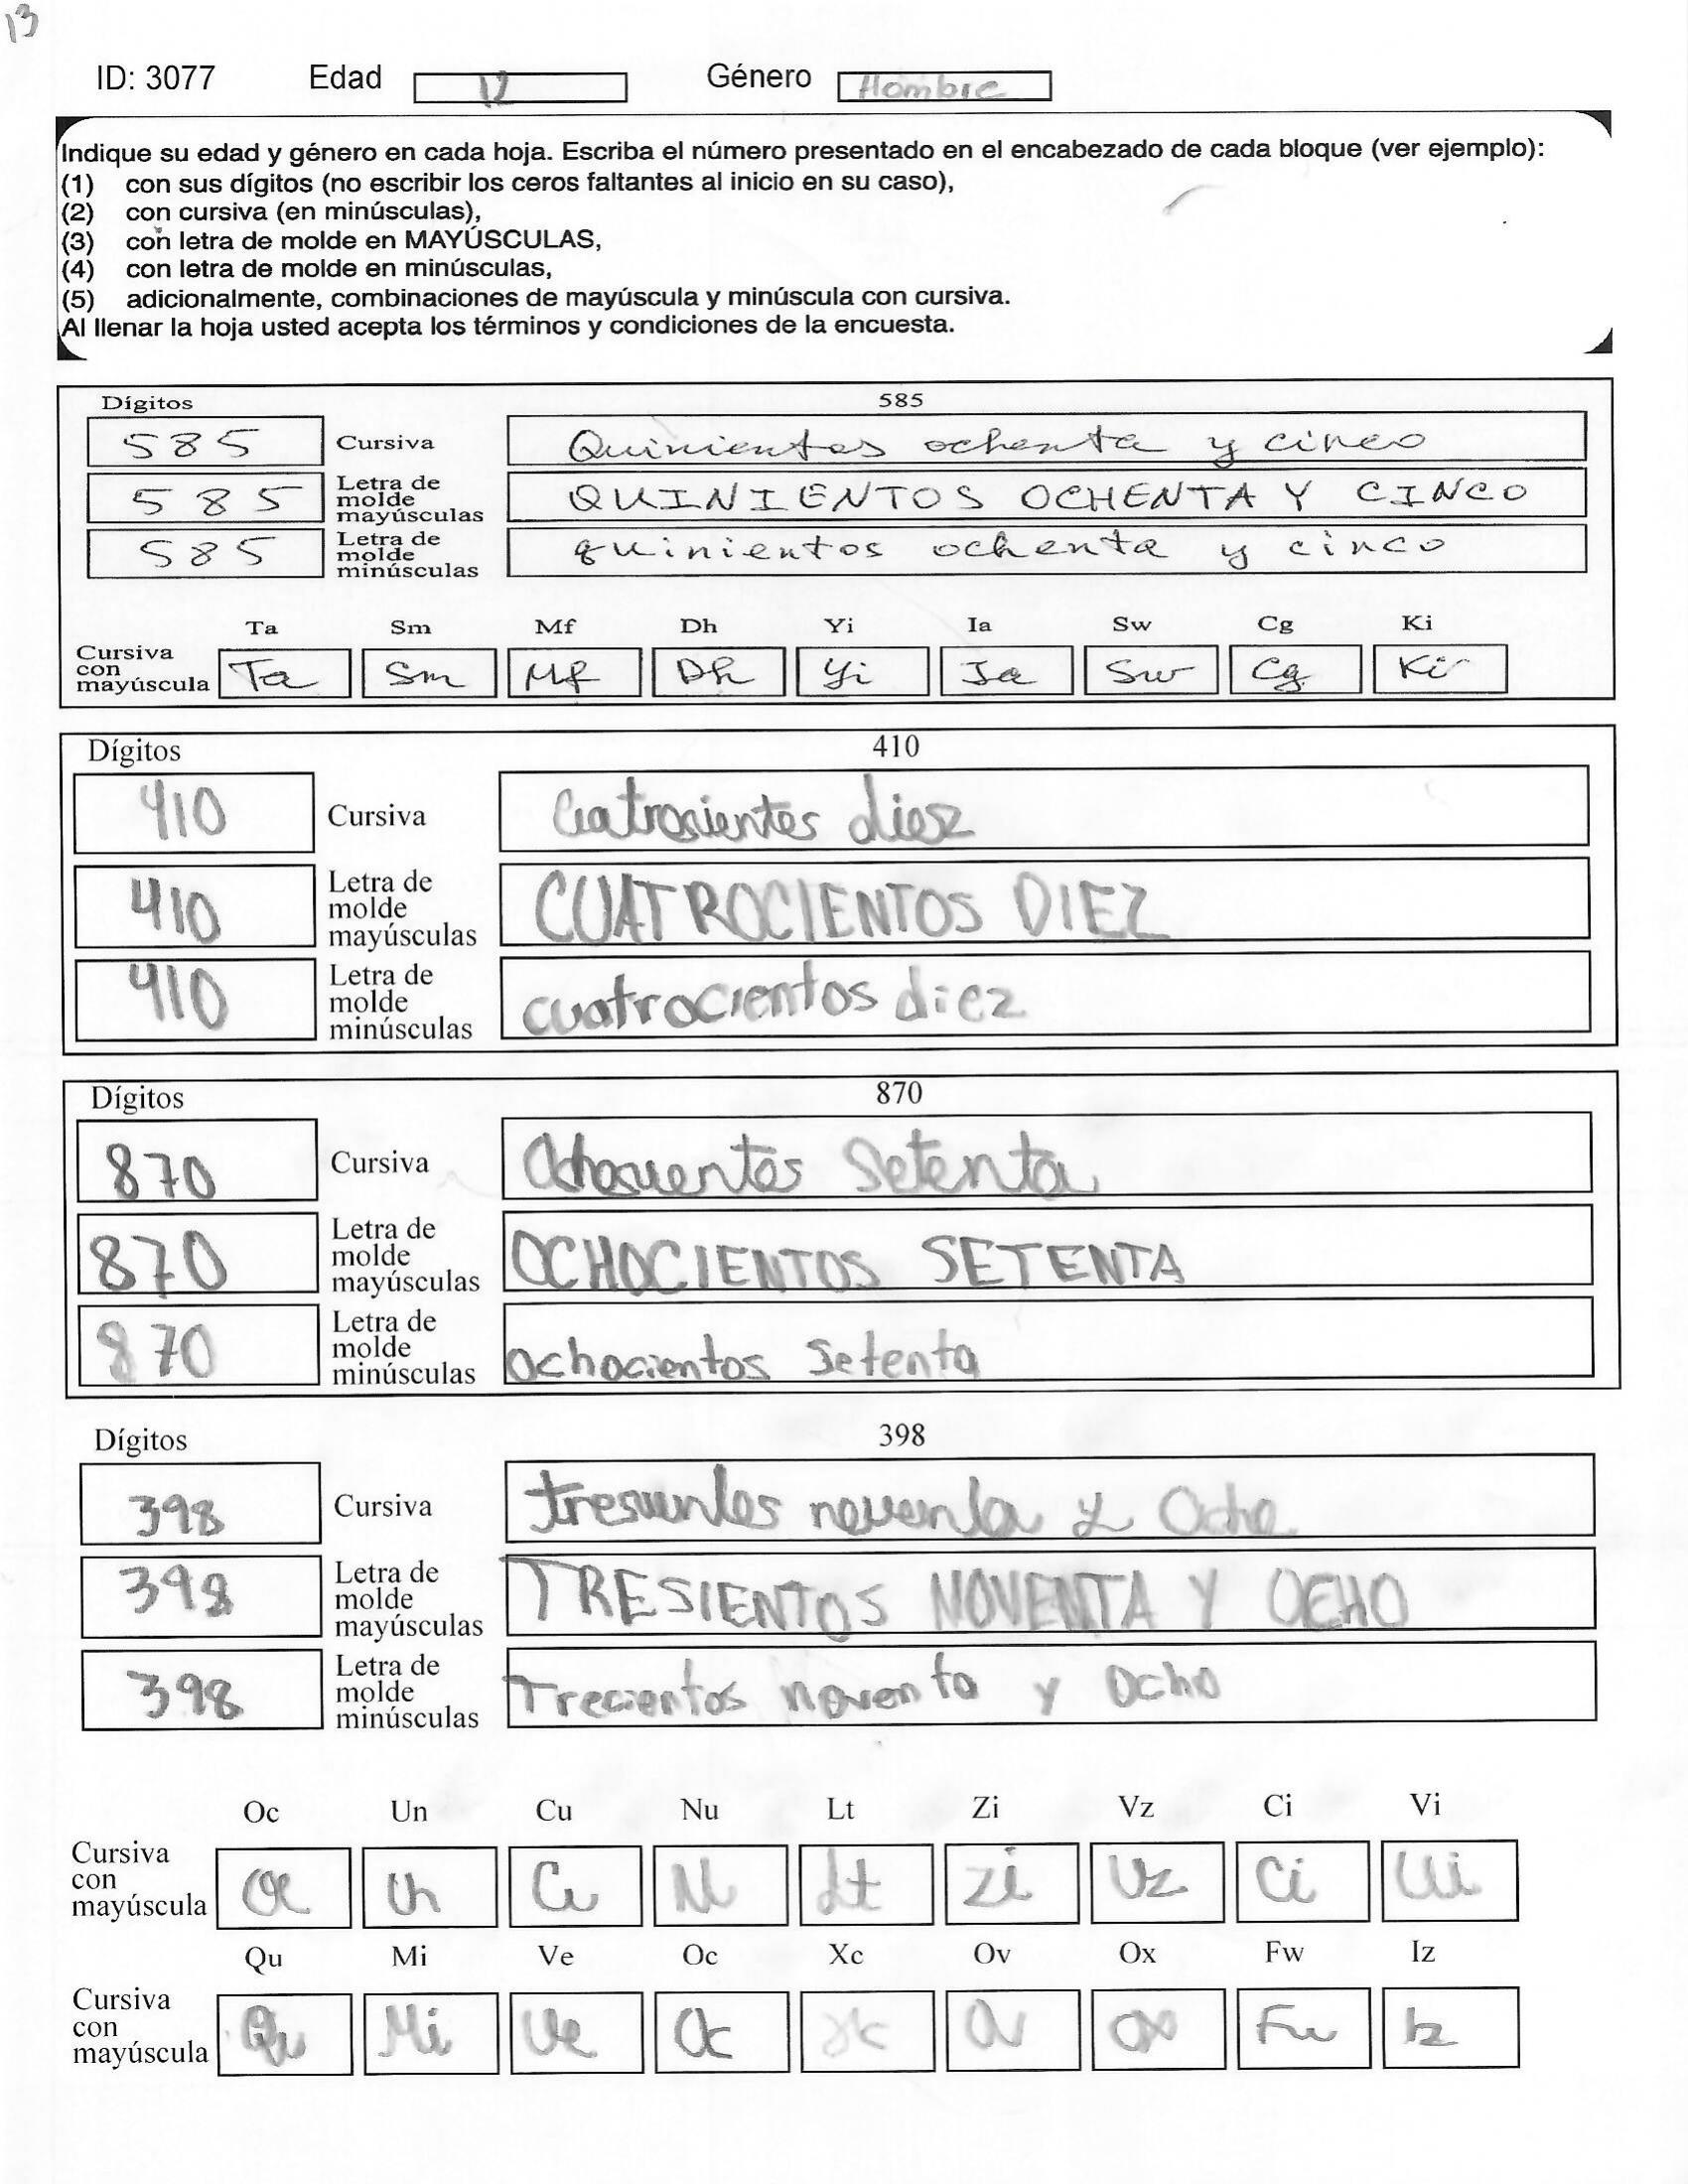 13
ID: 3077 Edad 12 Género Hombre
Indique su edad y género en cada hoja. Escriba el número presentado en el encabezado de cada bloque (ver ejemplo):
(1) con sus dígitos (no escribir los ceros faltantes al inicio en su caso),
(2) con cursiva (en minúsculas),
(3) con letra de molde en MAYÚSCULAS,
(4) con letra de molde en minúsculas,
(5) adicionalmente, combinaciones de mayúscula y minúscula con cursiva.
Al llenar la hoja usted acepta los términos y condiciones de la encuesta.
Dígitos 585
585 Cursiva Quinientos ochenta y cinco
585 Letra de molde mayúsculas QUINIENTOS OCHENTA Y CINCO
585 Letra de molde minúsculas quinientos ochenta y cinco
Ta Sm Mf Dh Yi Ia Sw Cg Ki
Cursiva con mayúscula Ta Sm Mf Dh Yi Ia Sw Cg Ki
Dígitos 410
410 Cursiva Cuatrocientos diez
410 Letra de molde mayúsculas CUATROCIENTOS DIEZ
410 Letra de molde minúsculas cuatrocientos diez
Dígitos 870
870 Cursiva Ochocientos Setenta
870 Letra de molde mayúsculas OCHOCIENTOS SETENTA
870 Letra de molde minúsculas ochocientos Setenta
Dígitos 398
398 Cursiva noventa y Ocho
398 Letra de molde mayúsculas TRESIENTOS NOVENTA Y OCHO
398 Letra de molde minúsculas Trecientos noventa y Ocho
Oc Un Cu Nu Lt Zi Vz Ci Vi
Cursiva con mayúscula Oc Un Cu Nu Lt Zi Vz Ci Vi
Qu Mi Ve Oc Xc Ov Ox Fw Iz
Cursiva con mayúscula Qu Mi Ve Oc Xc Ov Ox Fw Iz